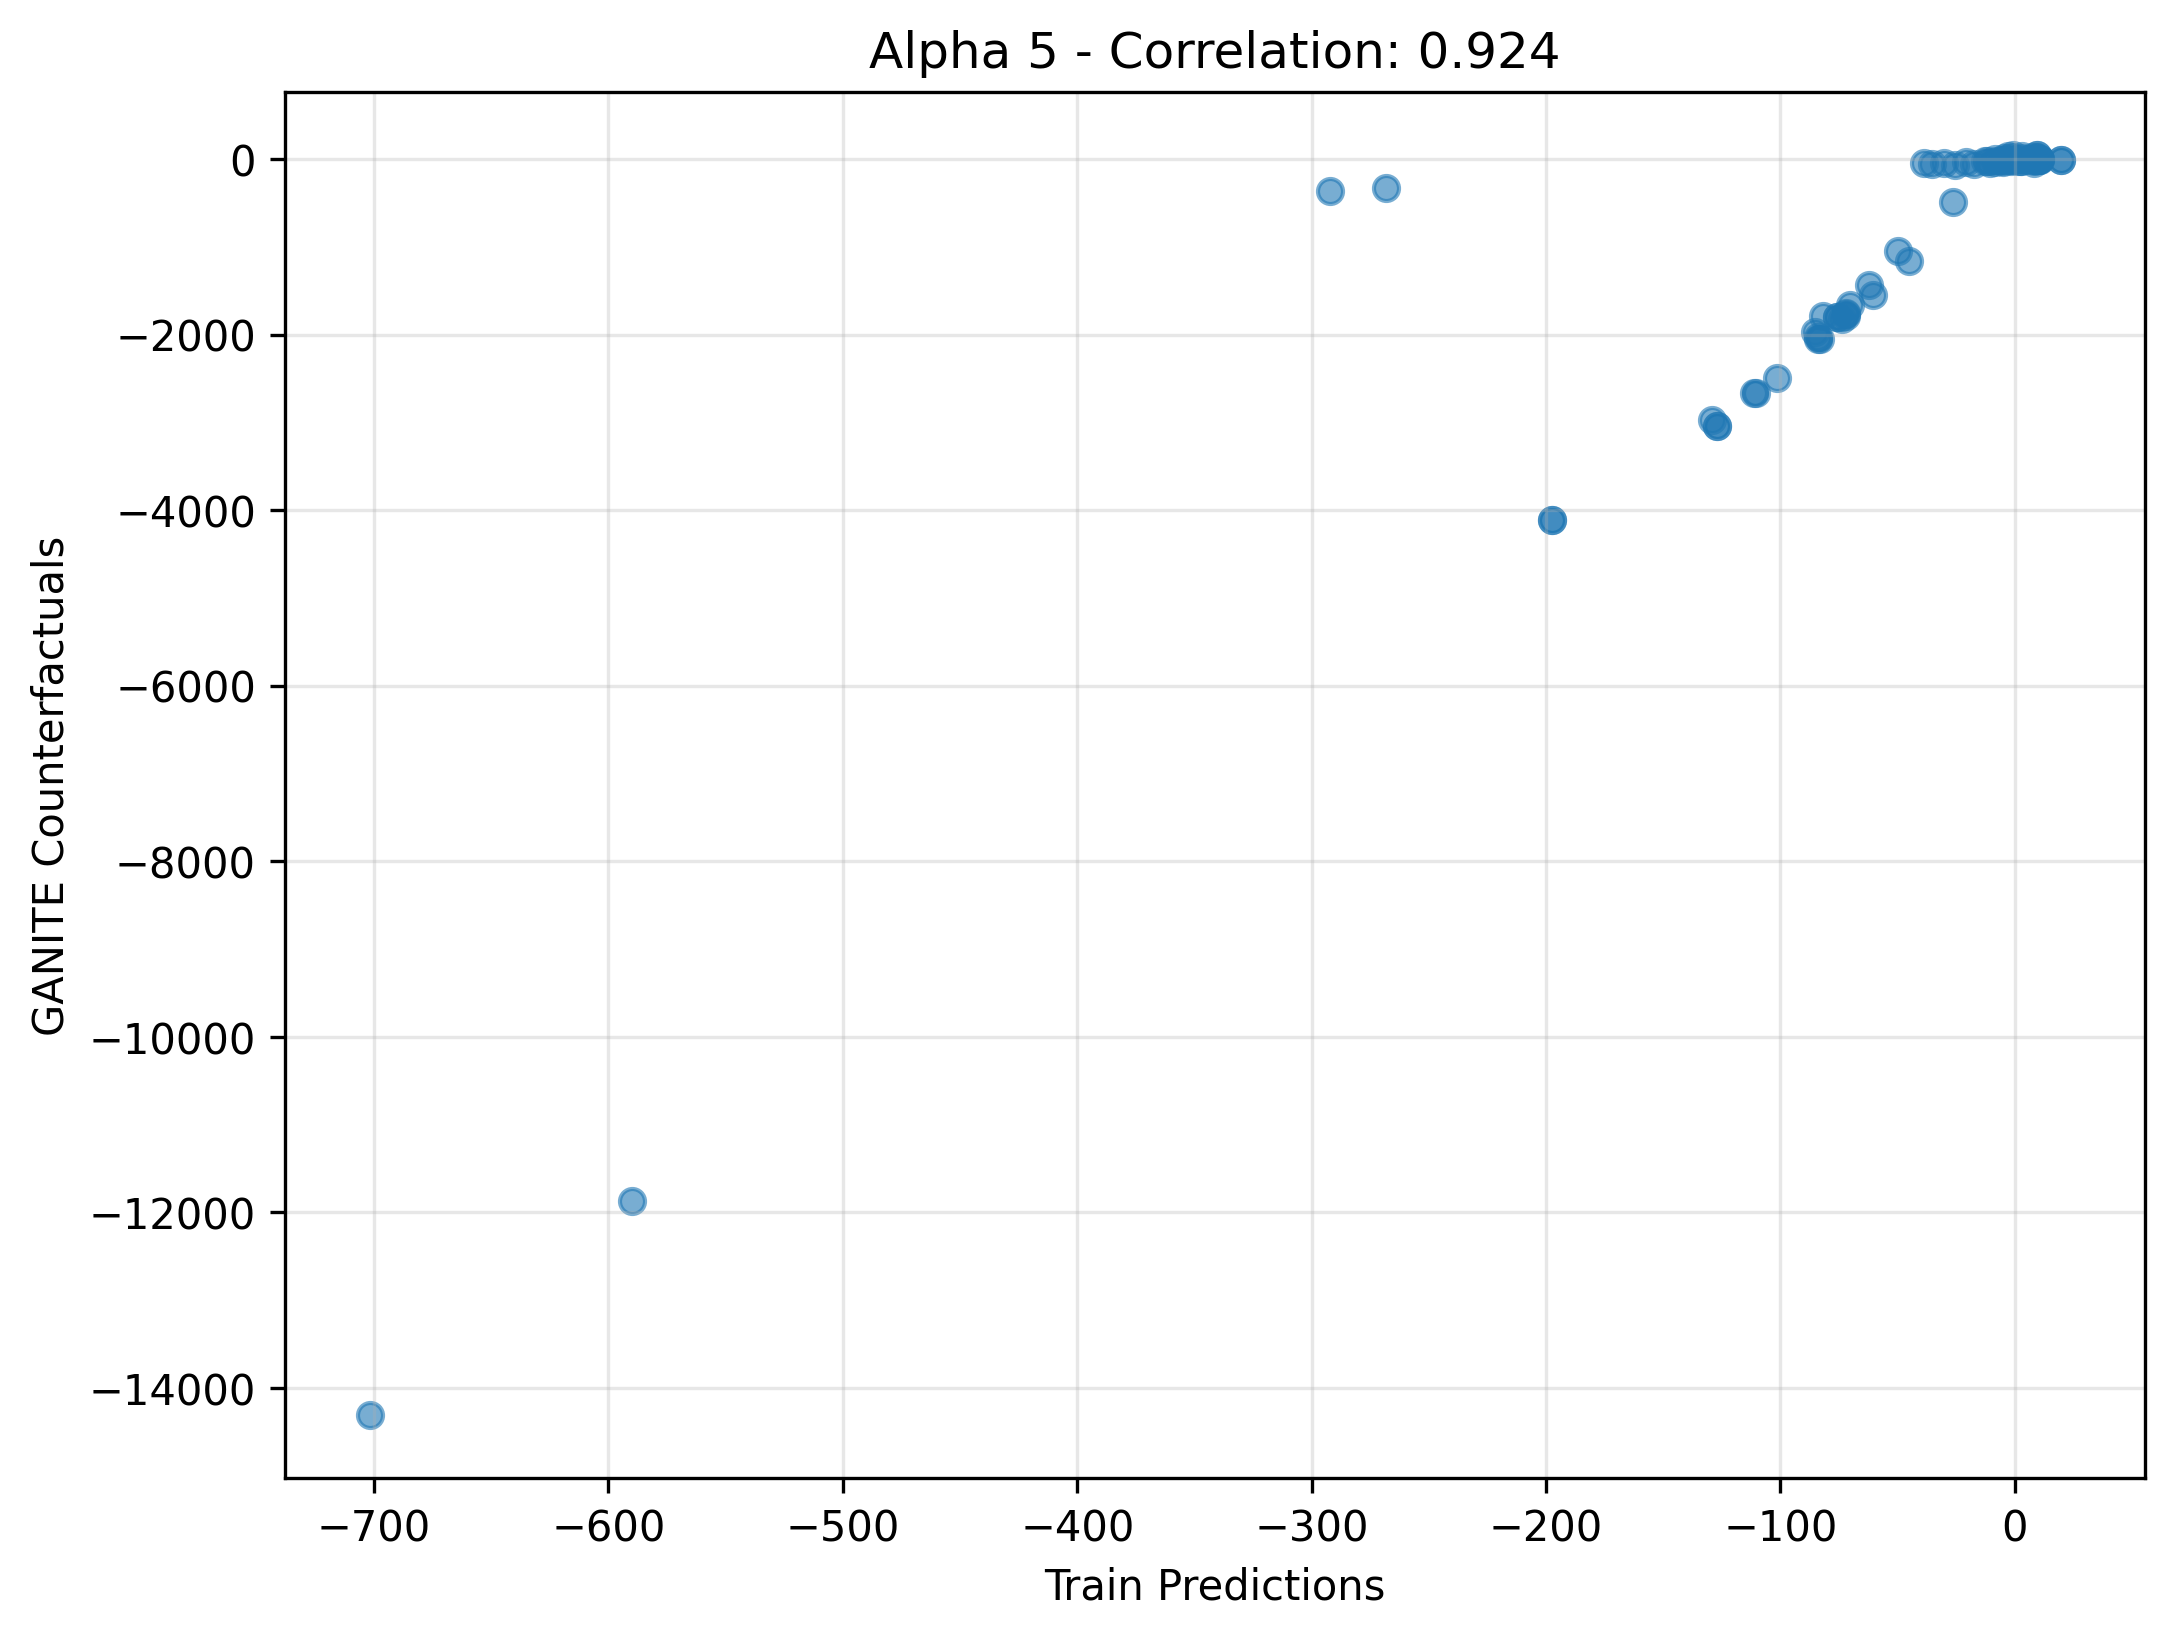 Alpha 5 - Correlation: 0.924
GANITE Counterfactuals
0
−2000
−4000
−6000
−8000
−10000
−12000
−14000
−700 −600 −500 −400 −300 −200 −100 0
Train Predictions